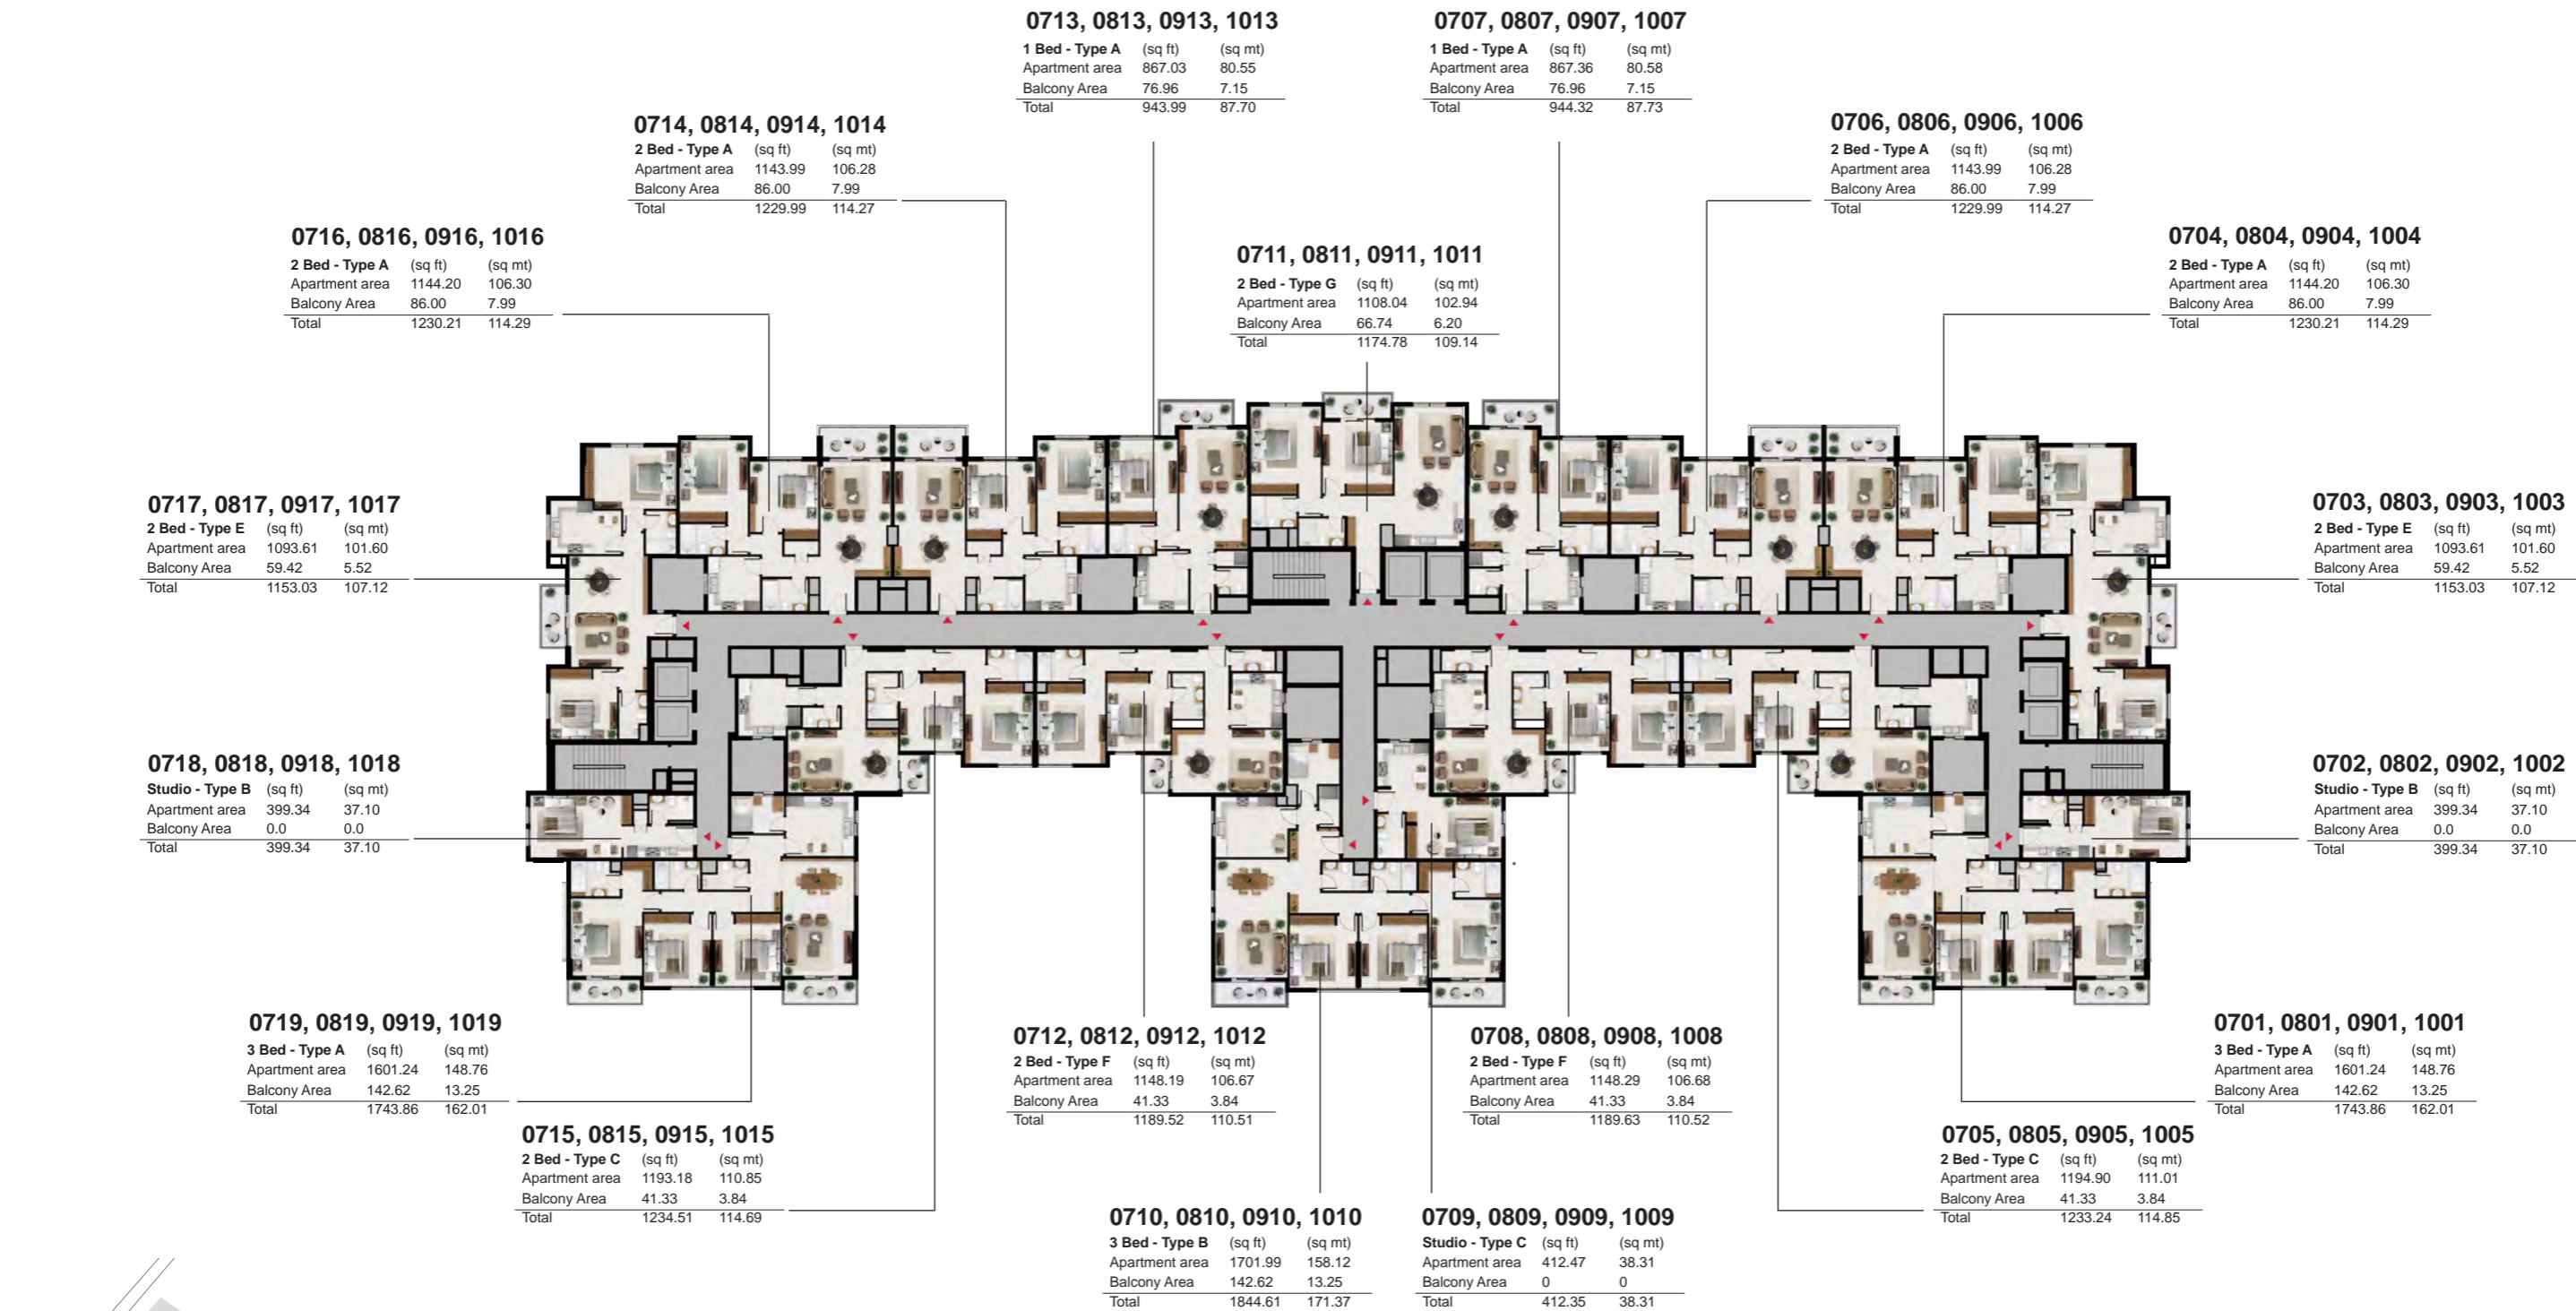 0713, 0813, 0913, 1013
1 Bed - Type A (sq ft) (sq mt)
Apartment area 867.03 80.55
Balcony Area 76.96 7.15
Total 943.99 87.70
0707, 0807, 0907, 1007
1 Bed - Type A (sq ft) (sq mt)
Apartment area 867.36 80.58
Balcony Area 76.96 7.15
Total 944.32 87.73
0714, 0814, 0914, 1014
2 Bed - Type A (sq ft) (sq mt)
Apartment area 1143.99 106.28
Balcony Area 86.00 7.99
Total 1229.99 114.27
0706, 0806, 0906, 1006
2 Bed - Type A (sq ft) (sq mt)
Apartment area 1143.99 106.28
Balcony Area 86.00 7.99
Total 1229.99 114.27
0716, 0816, 0916, 1016
2 Bed - Type A (sq ft) (sq mt)
Apartment area 1144.20 106.30
Balcony Area 86.00 7.99
Total 1230.21 114.29
0711, 0811, 0911, 1011
2 Bed - Type G (sq ft) (sq mt)
Apartment area 1108.04 102.94
Balcony Area 66.74 6.20
Total 1174.78 109.14
0704, 0804, 0904, 1004
2 Bed - Type A (sq ft) (sq mt)
Apartment area 1144.20 106.30
Balcony Area 86.00 7.99
Total 1230.21 114.29
0717, 0817, 0917, 1017
2 Bed - Type E (sq ft) (sq mt)
Apartment area 1093.61 101.60
Balcony Area 59.42 5.52
Total 1153.03 107.12
0703, 0803, 0903, 1003
2 Bed - Type E (sq ft) (sq mt)
Apartment area 1093.61 101.60
Balcony Area 59.42 5.52
Total 1153.03 107.12
0718, 0818, 0918, 1018
Studio - Type B (sq ft) (sq mt)
Apartment area 399.34 37.10
Balcony Area 0.0 0.0
Total 399.34 37.10
0702, 0802, 0902, 1002
Studio - Type B (sq ft) (sq mt)
Apartment area 399.34 37.10
Balcony Area 0.0 0.0
Total 399.34 37.10
0719, 0819, 0919, 1019
3 Bed - Type A (sq ft) (sq mt)
Apartment area 1601.24 148.76
Balcony Area 142.62 13.25
Total 1743.86 162.01
0712, 0812, 0912, 1012
2 Bed - Type F (sq ft) (sq mt)
Apartment area 1148.19 106.67
Balcony Area 41.33 3.84
Total 1189.52 110.51
0708, 0808, 0908, 1008
2 Bed - Type F (sq ft) (sq mt)
Apartment area 1148.29 106.68
Balcony Area 41.33 3.84
Total 1189.63 110.52
0701, 0801, 0901, 1001
3 Bed - Type A (sq ft) (sq mt)
Apartment area 1601.24 148.76
Balcony Area 142.62 13.25
Total 1743.86 162.01
0715, 0815, 0915, 1015
2 Bed - Type C (sq ft) (sq mt)
Apartment area 1193.18 110.85
Balcony Area 41.33 3.84
Total 1234.51 114.69
0705, 0805, 0905, 1005
2 Bed - Type C (sq ft) (sq mt)
Apartment area 1194.90 111.01
Balcony Area 41.33 3.84
Total 1233.24 114.85
0710, 0810, 0910, 1010
3 Bed - Type B (sq ft) (sq mt)
Apartment area 1701.99 158.12
Balcony Area 142.62 13.25
Total 1844.61 171.37
0709, 0809, 0909, 1009
Studio - Type C (sq ft) (sq mt)
Apartment area 412.47 38.31
Balcony Area 0 0
Total 412.35 38.31